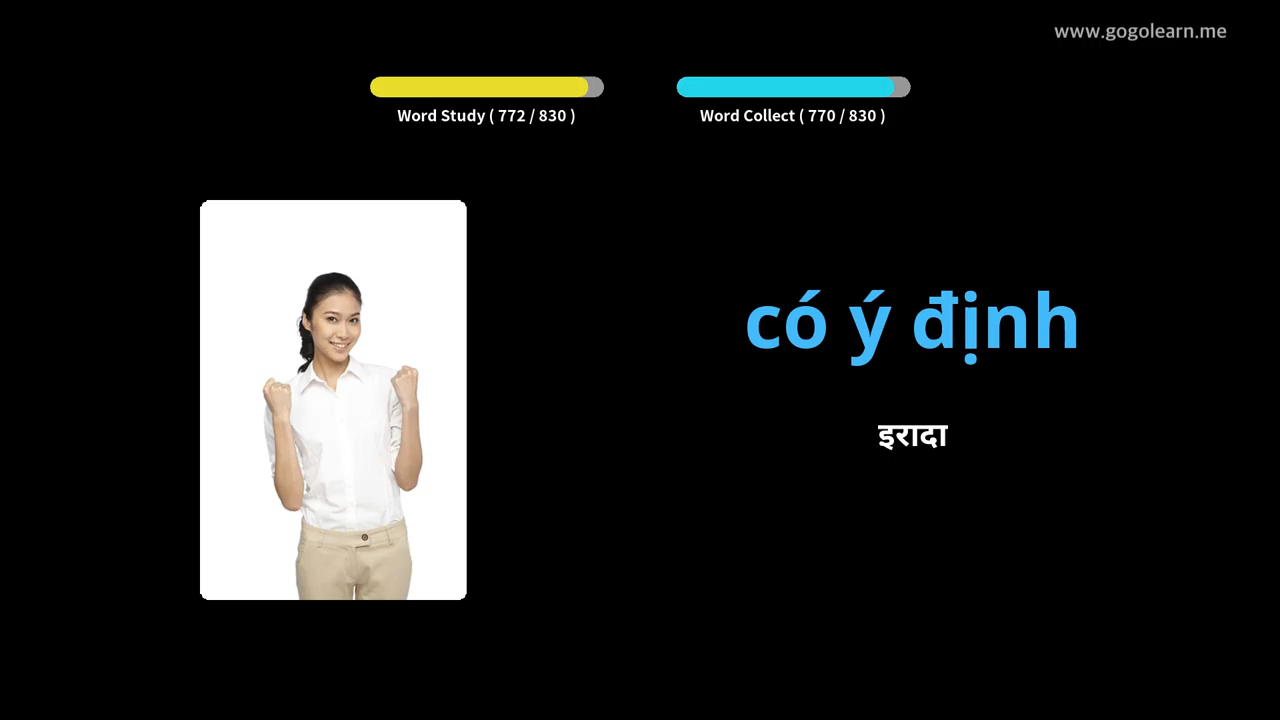 www.gogolearn.me
Word Study ( 772 / 830 )
Word Collect ( 770 / 830 )
có ý định
इरादा